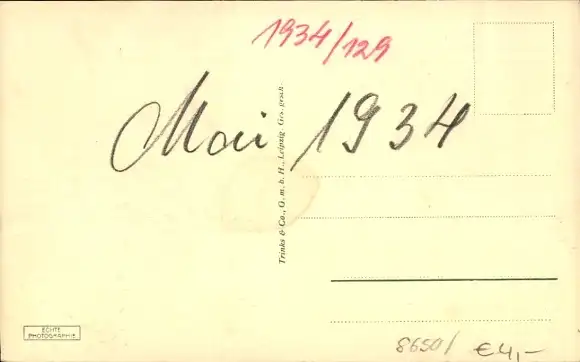 1934/129
Mai 1934
Trinks & Co., G. m. b. H., Leipzig. Ges. gesch.
ECHTE
PHOTOGRAPHIE
8650/
€ 4,-